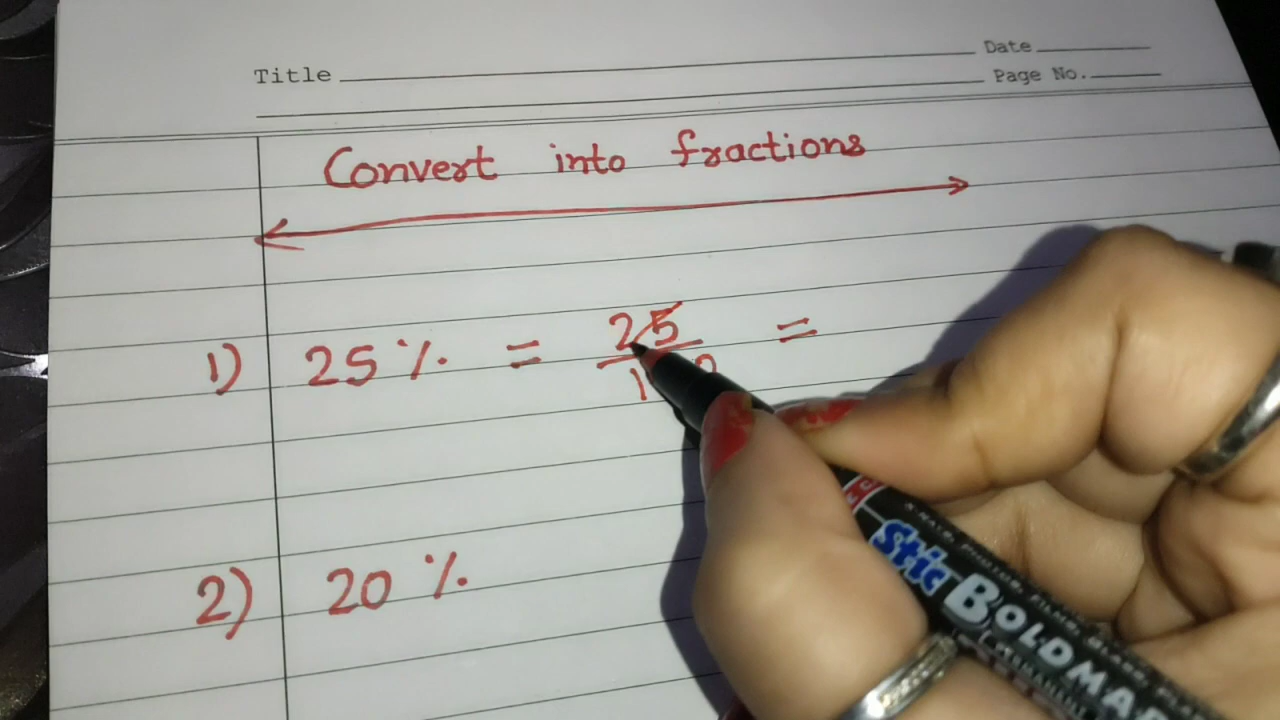 Title Date
Page No.
Convert into fractions
1) 25% = 25 =
2) 20%
Stic BOLDMA